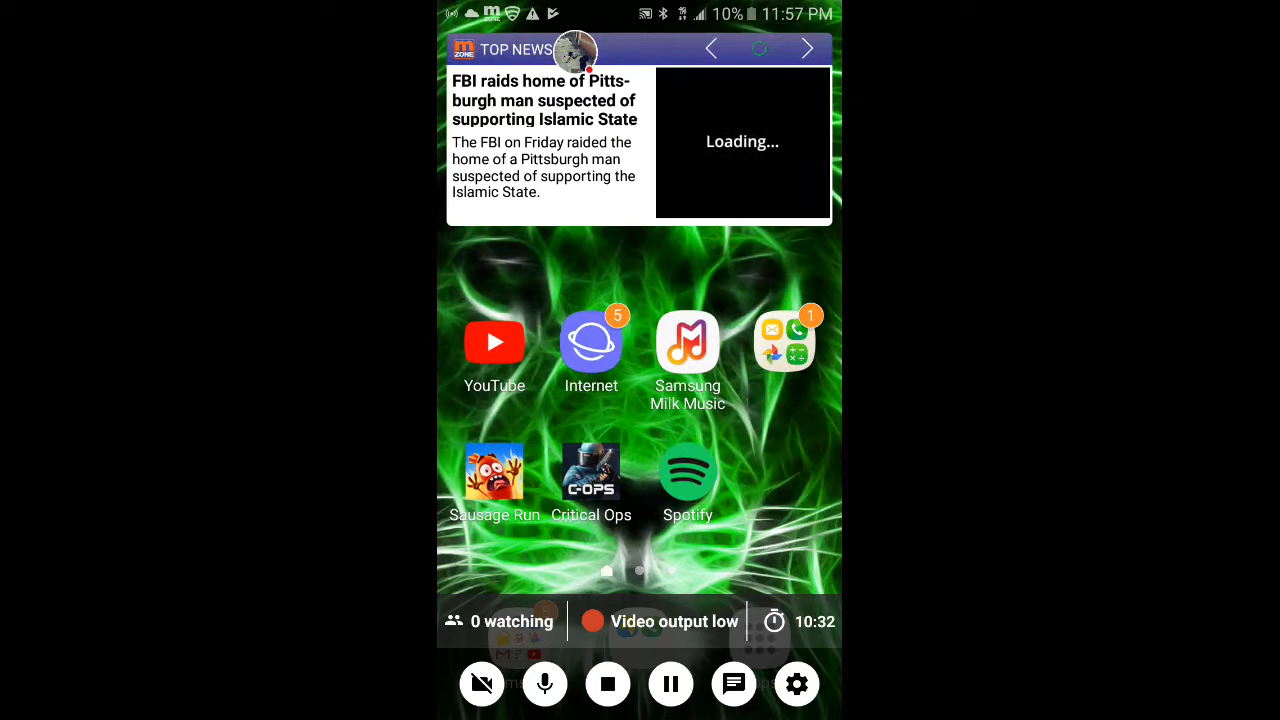 10% 11:57 PM
m ZONE TOP NEWS
FBI raids home of Pitts-
burgh man suspected of
supporting Islamic State
The FBI on Friday raided the
home of a Pittsburgh man
suspected of supporting the
Islamic State.
Loading...
5
1
YouTube
Internet
Samsung
Milk Music
C-OPS
Sausage Run
Critical Ops
Spotify
0 watching
Video output low
10:32